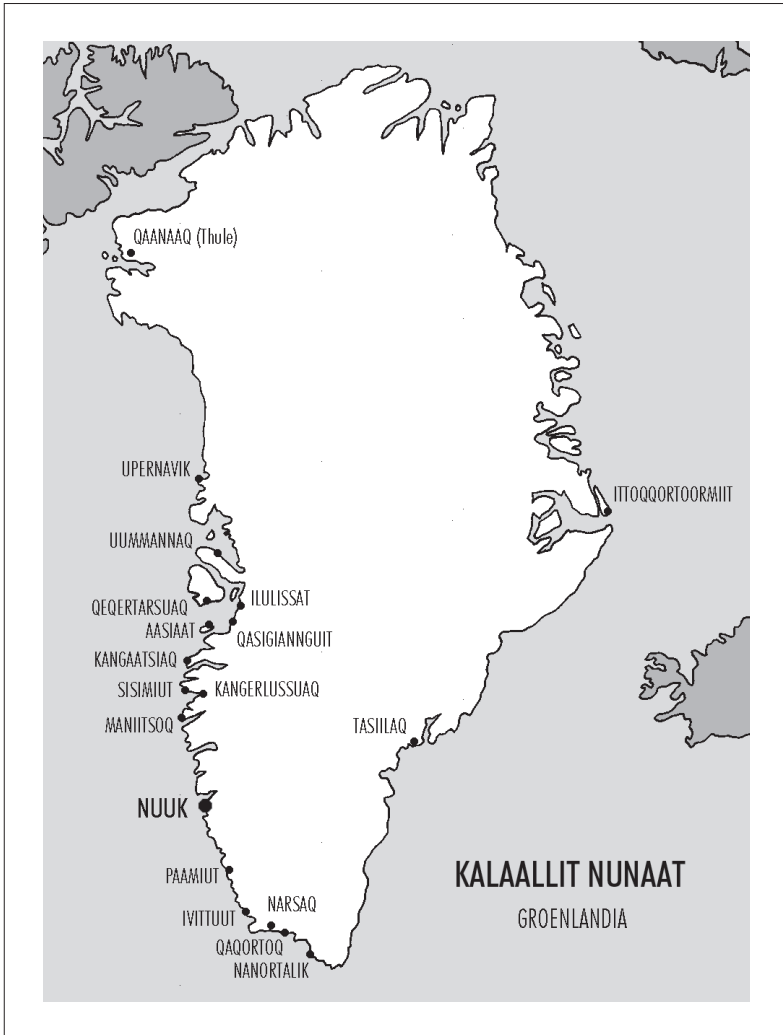 QAANAAQ (Thule)
UPERNAVIK
ITTOQQORTOORMIIT
UUMMANNAQ
ILULISSAT
QEQERTARSUAQ
AASIAAT
QASIGIANNGUIT
KANGAATSIAQ
SISIMIUT
KANGERLUSSUAQ
MANIITSOQ
TASIILAQ
NUUK
PAAMIUT
KALAALLIT NUNAAT
NARSAQ
IVITTUUT
GROENLANDIA
QAQORTOQ
NANORTALIK